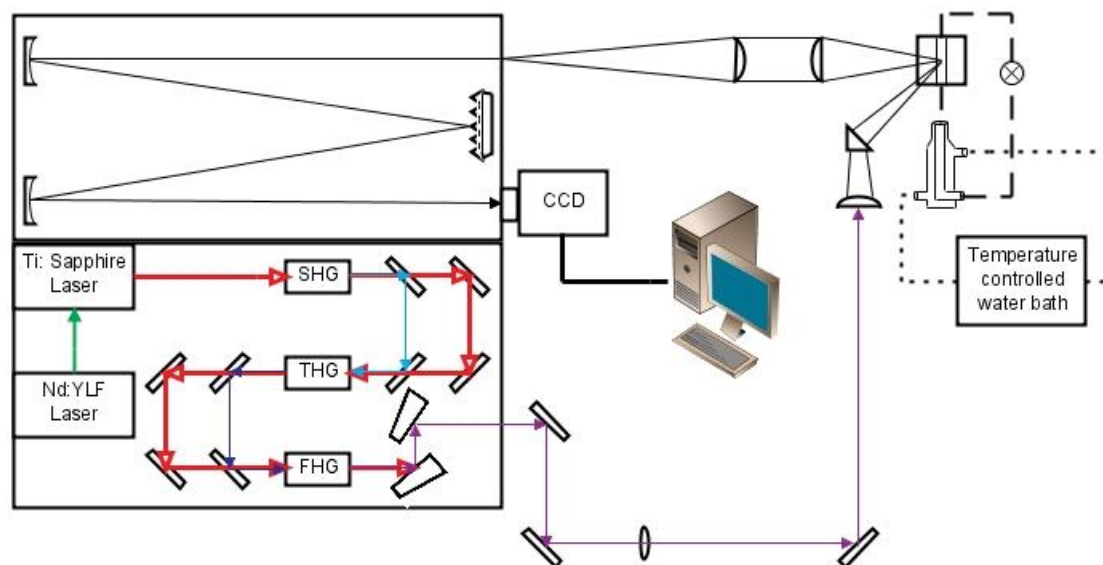 CCD
Ti: Sapphire
Laser
SHG
Temperature
controlled
water bath
THG
Nd:YLF
Laser
FHG